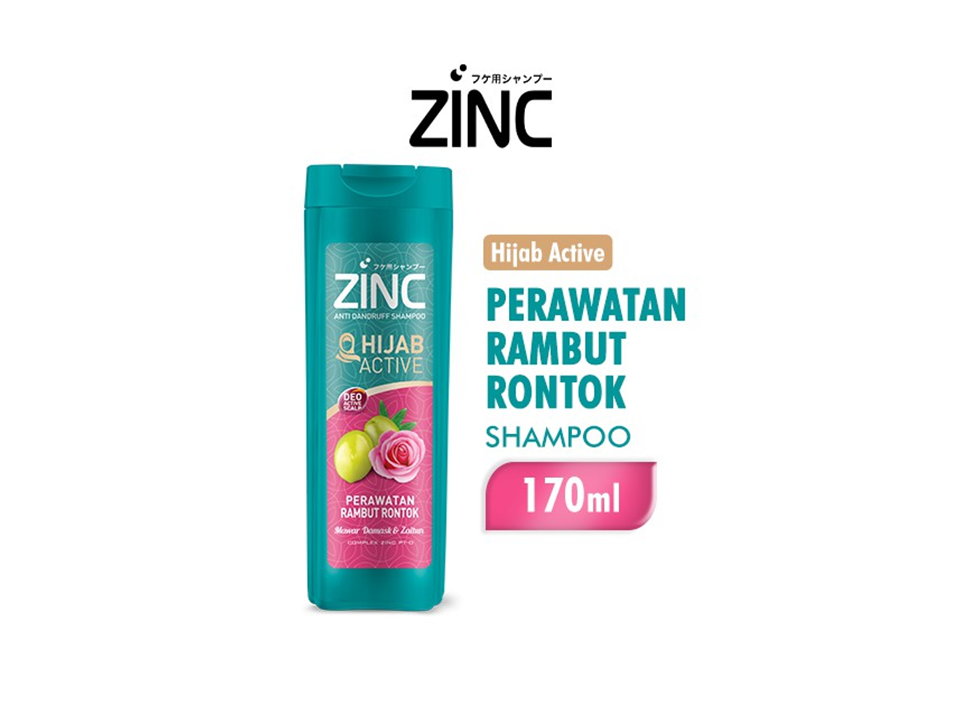 フケ用シャンプー
ZINC
Hijab Active
PERAWATAN
RAMBUT
RONTOK
SHAMPOO
170ml
フケ用シャンプー
ZINC
ANTI DANDRUFF SHAMPOO
HIJAB
ACTIVE
DEO
ACTIVE
SCALP
PERAWATAN
RAMBUT RONTOK
Mawar Damask & Zaitun
COMPLEX ZINC PT-O